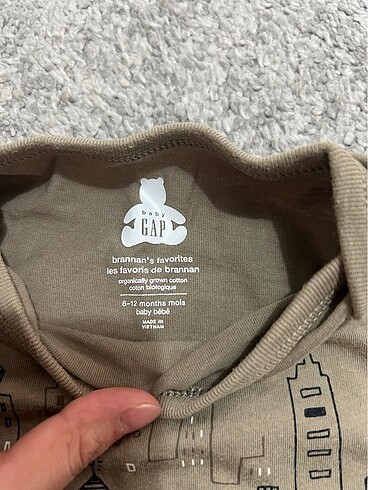 baby
GAP
brannan's favorites
les favoris de brannan
organically grown cotton
coton biologique
6-12 months mois
baby bébé
MADE IN
VIETNAM